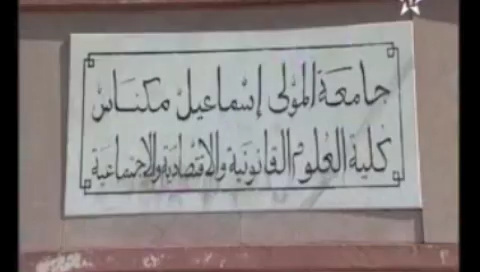 جامعة المولى إسماعيل مكناس
كلية العلوم القانونية والاقتصادية والاجتماعية